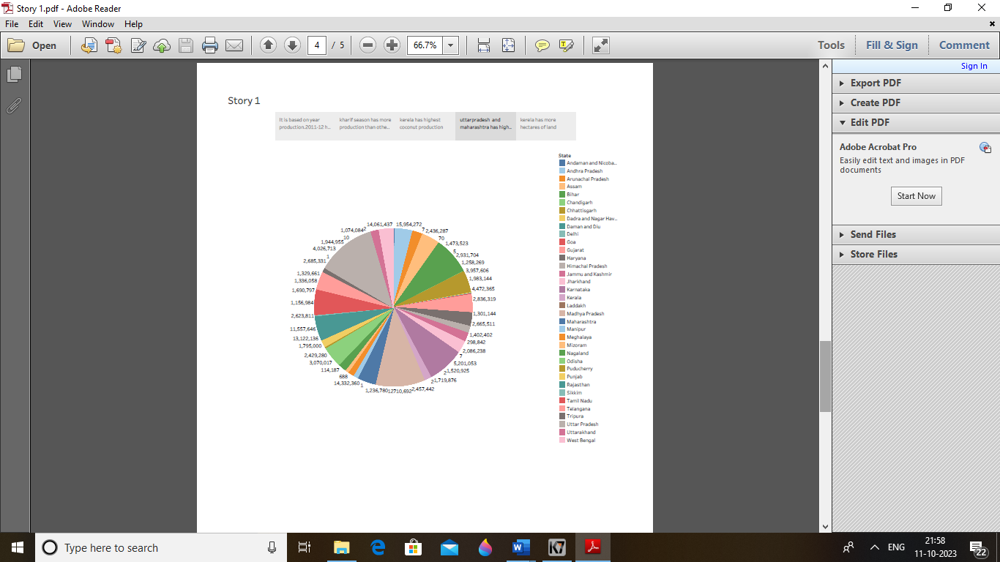 Story 1.pdf - Adobe Reader
File Edit View Window Help
Open 4 / 5 66.7% Tools Fill & Sign Comment
Sign In
Export PDF
Create PDF
Edit PDF
Adobe Acrobat Pro
Easily edit text and images in PDF
documents
Start Now
Send Files
Store Files
Story 1
It is based on year
production.2011-12 h..
kharif season has more
production than othe..
kerela has highest
coconut production
uttarpradesh and
maharashtra has high..
kerala has more
hectares of land
State
Andaman and Nicoba..
Andhra Pradesh
Arunachal Pradesh
Assam
Bihar
Chandigarh
Chhattisgarh
Dadra and Nagar Hav..
Daman and Diu
Delhi
Goa
Gujarat
Haryana
Himachal Pradesh
Jammu and Kashmir
Jharkhand
Karnataka
Kerala
Laddakh
Madhya Pradesh
Maharashtra
Manipur
Meghalaya
Mizoram
Nagaland
Odisha
Puducherry
Punjab
Rajasthan
Sikkim
Tamil Nadu
Telangana
Tripura
Uttar Pradesh
Uttarakhand
West Bengal
15,954,272
7
2,436,287
70
1,473,523
5
2,931,704
1,258,269
3,957,606
1,983,144
4,472,365
2,836,319
1,301,144
2,665,511
1,402,402
298,842
2,086,238
7
5,201,053
1,520,925
2
1,719,876
2
2,457,442
12710,692
1,236,780
1
14,332,360
688
114,187
3,070,017
2,429,280
1,795,000
13,122,136
11,557,646
2,623,811
1,156,984
1,690,797
1,336,058
1,329,661
2,685,331
1
4,026,713
1,944,955
10
1,074,084
2
14,061,437
Type here to search
ENG
21:58
11-10-2023
22